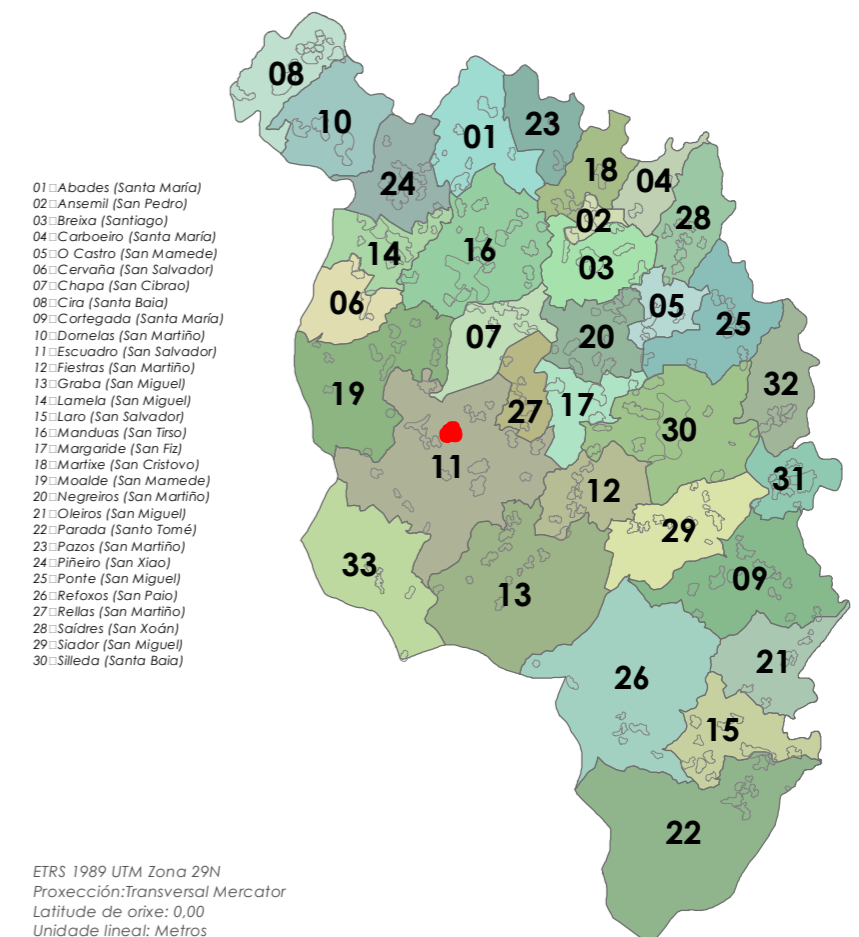 08
10
01
23
24
18
04
02
28
14
16
03
06
05
25
07
20
32
19
27
17
30
11
12
31
29
33
13
09
26
21
15
22
01□Abades (Santa María)
02□Ansemil (San Pedro)
03□Breixa (Santiago)
04□Carboeiro (Santa María)
05□O Castro (San Mamede)
06□Cervaña (San Salvador)
07□Chapa (San Cibrao)
08□Cira (Santa Baia)
09□Cortegada (Santa María)
10□Dornelas (San Martiño)
11□Escuadro (San Salvador)
12□Fiestras (San Martiño)
13□Graba (San Miguel)
14□Lamela (San Miguel)
15□Laro (San Salvador)
16□Manduas (San Tirso)
17□Margaride (San Fiz)
18□Martixe (San Cristovo)
19□Moalde (San Mamede)
20□Negreiros (San Martiño)
21□Oleiros (San Miguel)
22□Parada (Santo Tomé)
23□Pazos (San Martiño)
24□Piñeiro (San Xiao)
25□Ponte (San Miguel)
26□Refoxos (San Paio)
27□Rellas (San Martiño)
28□Saídres (San Xoán)
29□Siador (San Miguel)
30□Silleda (Santa Baia)
ETRS 1989 UTM Zona 29N
Proxección:Transversal Mercator
Latitude de orixe: 0,00
Unidade lineal: Metros